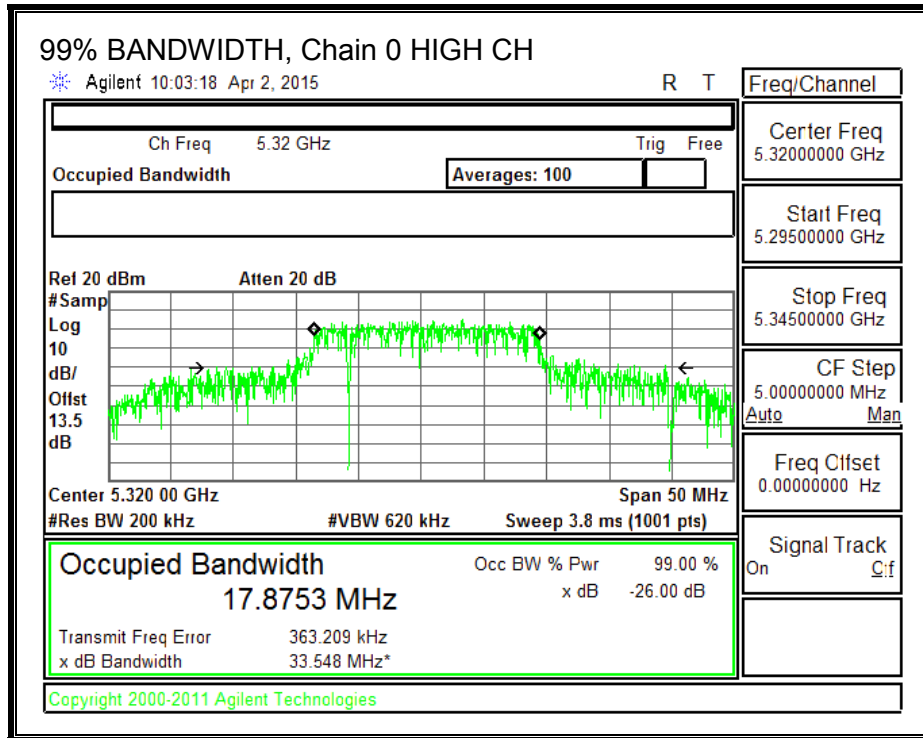 99% BANDWIDTH, Chain 0 HIGH CH
Agilent 10:03:18 Apr 2, 2015 R T
Freq/Channel
Ch Freq 5.32 GHz Trig Free
Occupied Bandwidth Averages: 100
Center Freq
5.32000000 GHz
Start Freq
5.29500000 GHz
Stop Freq
5.34500000 GHz
CF Step
5.00000000 MHz
Auto Man
Freq Offset
0.00000000 Hz
Signal Track
On Off
Ref 20 dBm Atten 20 dB
#Samp
Log
10
dB/
Offst
13.5
dB
Center 5.320 00 GHz Span 50 MHz
#Res BW 200 kHz #VBW 620 kHz Sweep 3.8 ms (1001 pts)
Occupied Bandwidth
17.8753 MHz
Occ BW % Pwr 99.00 %
x dB -26.00 dB
Transmit Freq Error 363.209 kHz
x dB Bandwidth 33.548 MHz*
Copyright 2000-2011 Agilent Technologies